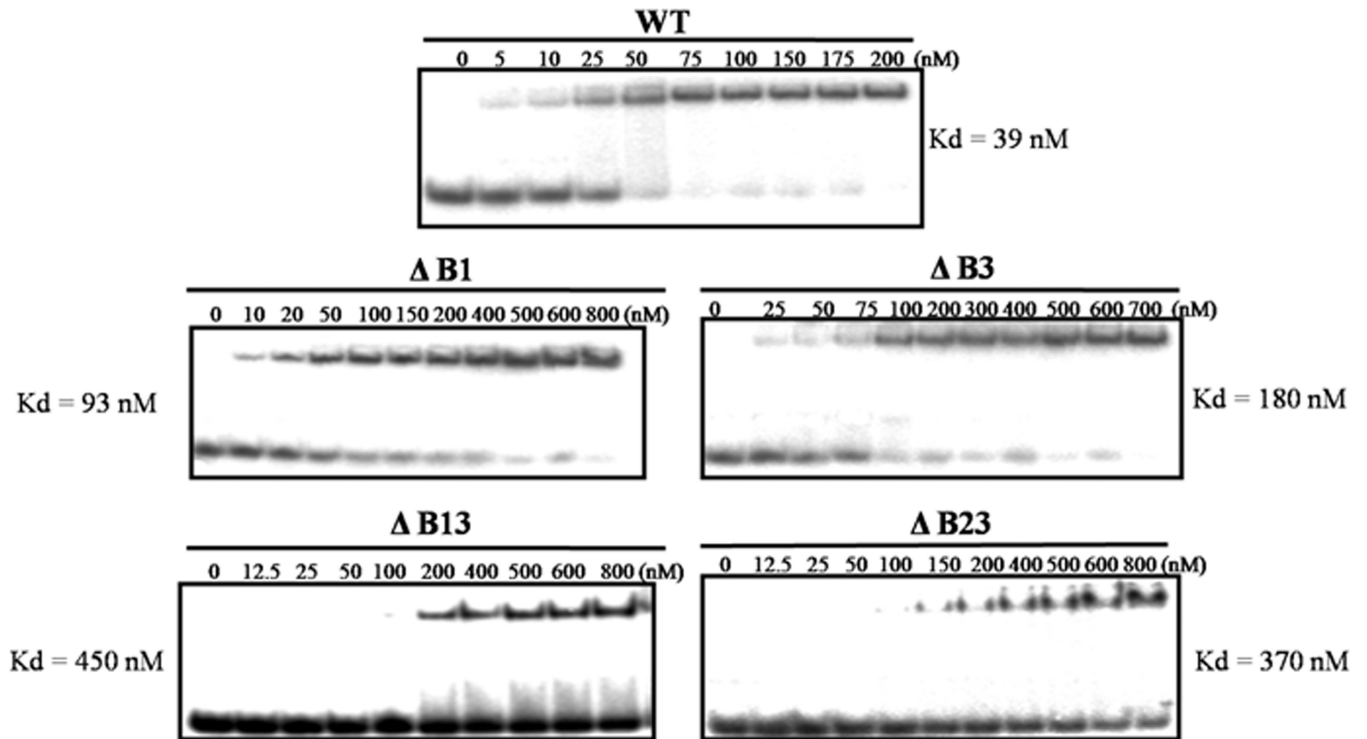 WT
0 5 10 25 50 75 100 150 175 200 (nM)
Kd = 39 nM
Δ B1
0 10 20 50 100 150 200 400 500 600 800 (nM)
Kd = 93 nM
Δ B3
0 25 50 75 100 200 300 400 500 600 700 (nM)
Kd = 180 nM
Δ B13
0 12.5 25 50 100 200 400 500 600 800 (nM)
Kd = 450 nM
Δ B23
0 12.5 25 50 100 150 200 400 500 600 800 (nM)
Kd = 370 nM